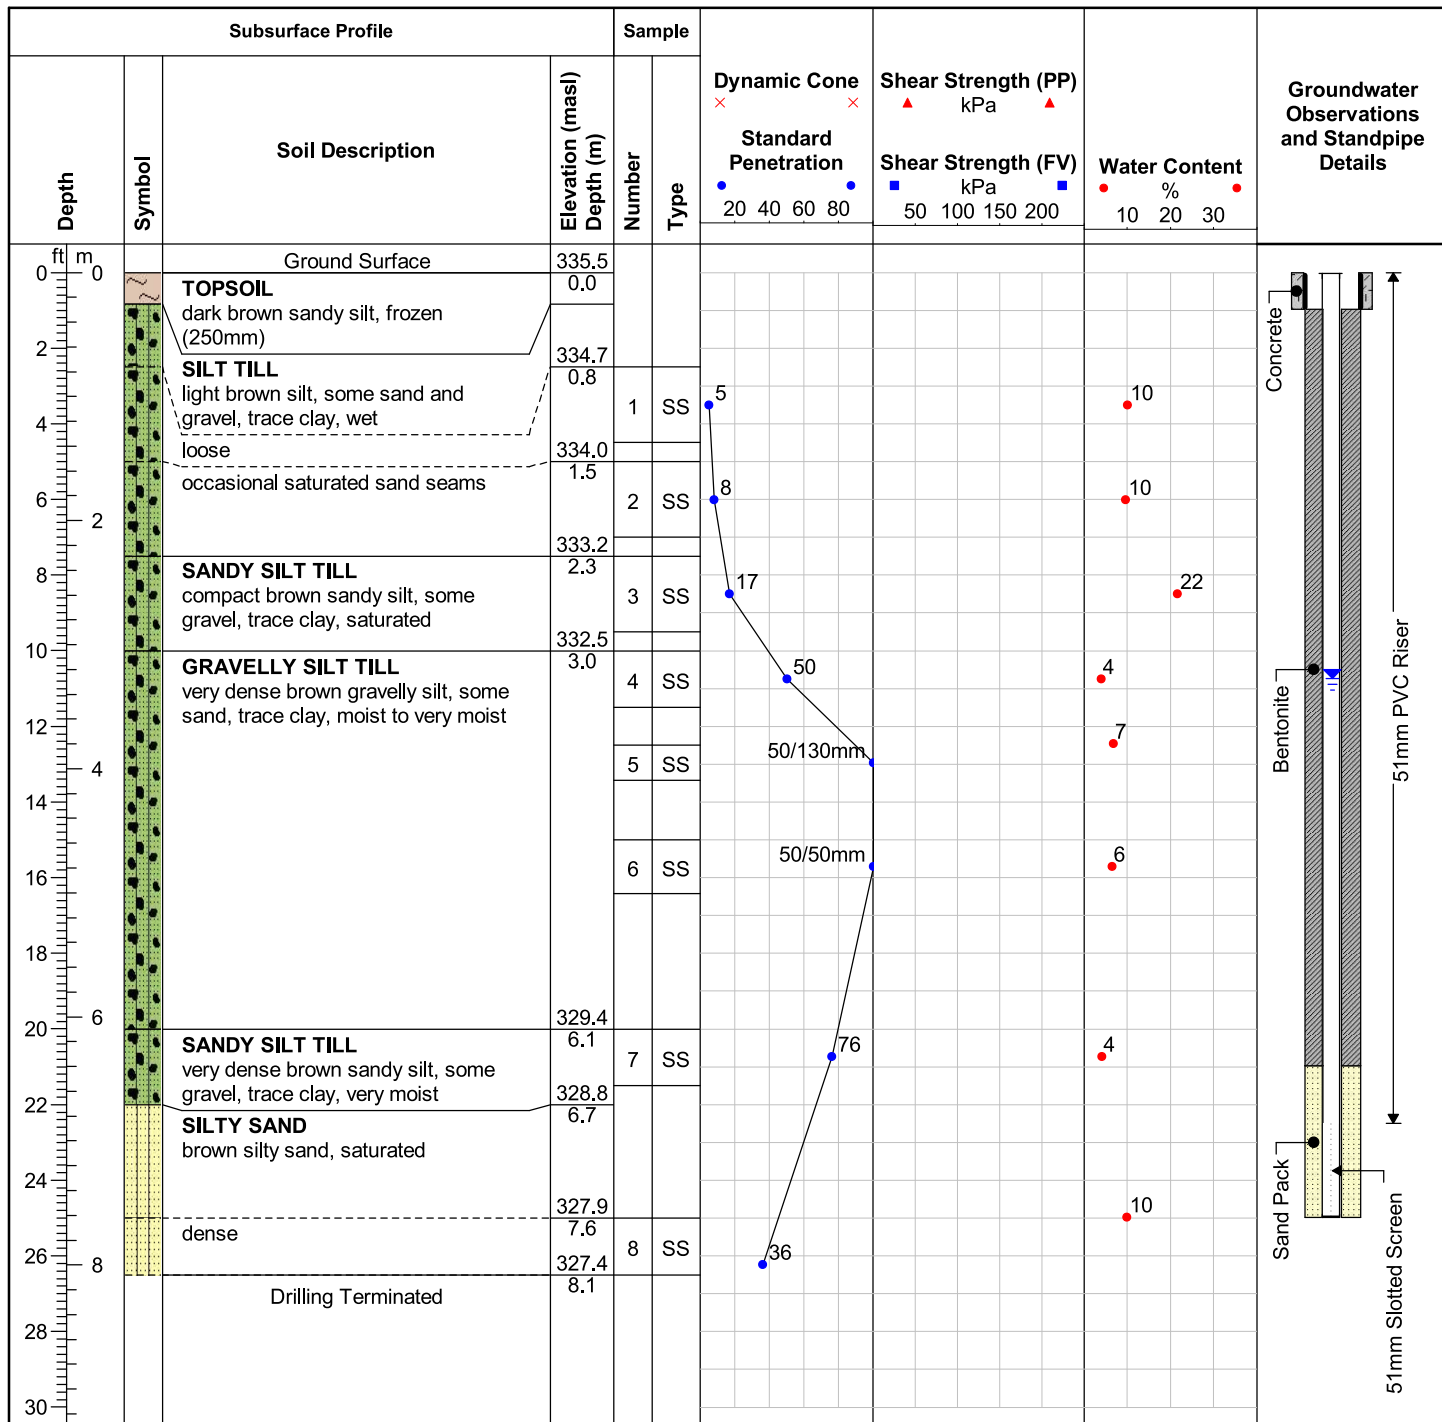 Subsurface Profile
Sample
Depth
Symbol
Soil Description
Elevation (masl)
Depth (m)
Number
Type
Dynamic Cone
Standard
Penetration
20 40 60 80
Shear Strength (PP)
kPa
Shear Strength (FV)
kPa
50 100 150 200
Water Content
%
10 20 30
Groundwater
Observations
and Standpipe
Details
ft m
Ground Surface
335.5
0.0
0
2
4
6
8
10
12
14
16
18
20
22
24
26
28
30
0
2
4
6
8
TOPSOIL
dark brown sandy silt, frozen
(250mm)
334.7
0.8
SILT TILL
light brown silt, some sand and
gravel, trace clay, wet
loose
334.0
1.5
occasional saturated sand seams
333.2
2.3
SANDY SILT TILL
compact brown sandy silt, some
gravel, trace clay, saturated
332.5
3.0
GRAVELLY SILT TILL
very dense brown gravelly silt, some
sand, trace clay, moist to very moist
329.4
6.1
SANDY SILT TILL
very dense brown sandy silt, some
gravel, trace clay, very moist
328.8
6.7
SILTY SAND
brown silty sand, saturated
327.9
7.6
dense
327.4
8.1
Drilling Terminated
1 SS
2 SS
3 SS
4 SS
5 SS
6 SS
7 SS
8 SS
5
8
17
50
50/130mm
50/50mm
76
36
10
10
22
4
7
6
4
10
Concrete
Bentonite
51mm PVC Riser
Sand Pack
51mm Slotted Screen